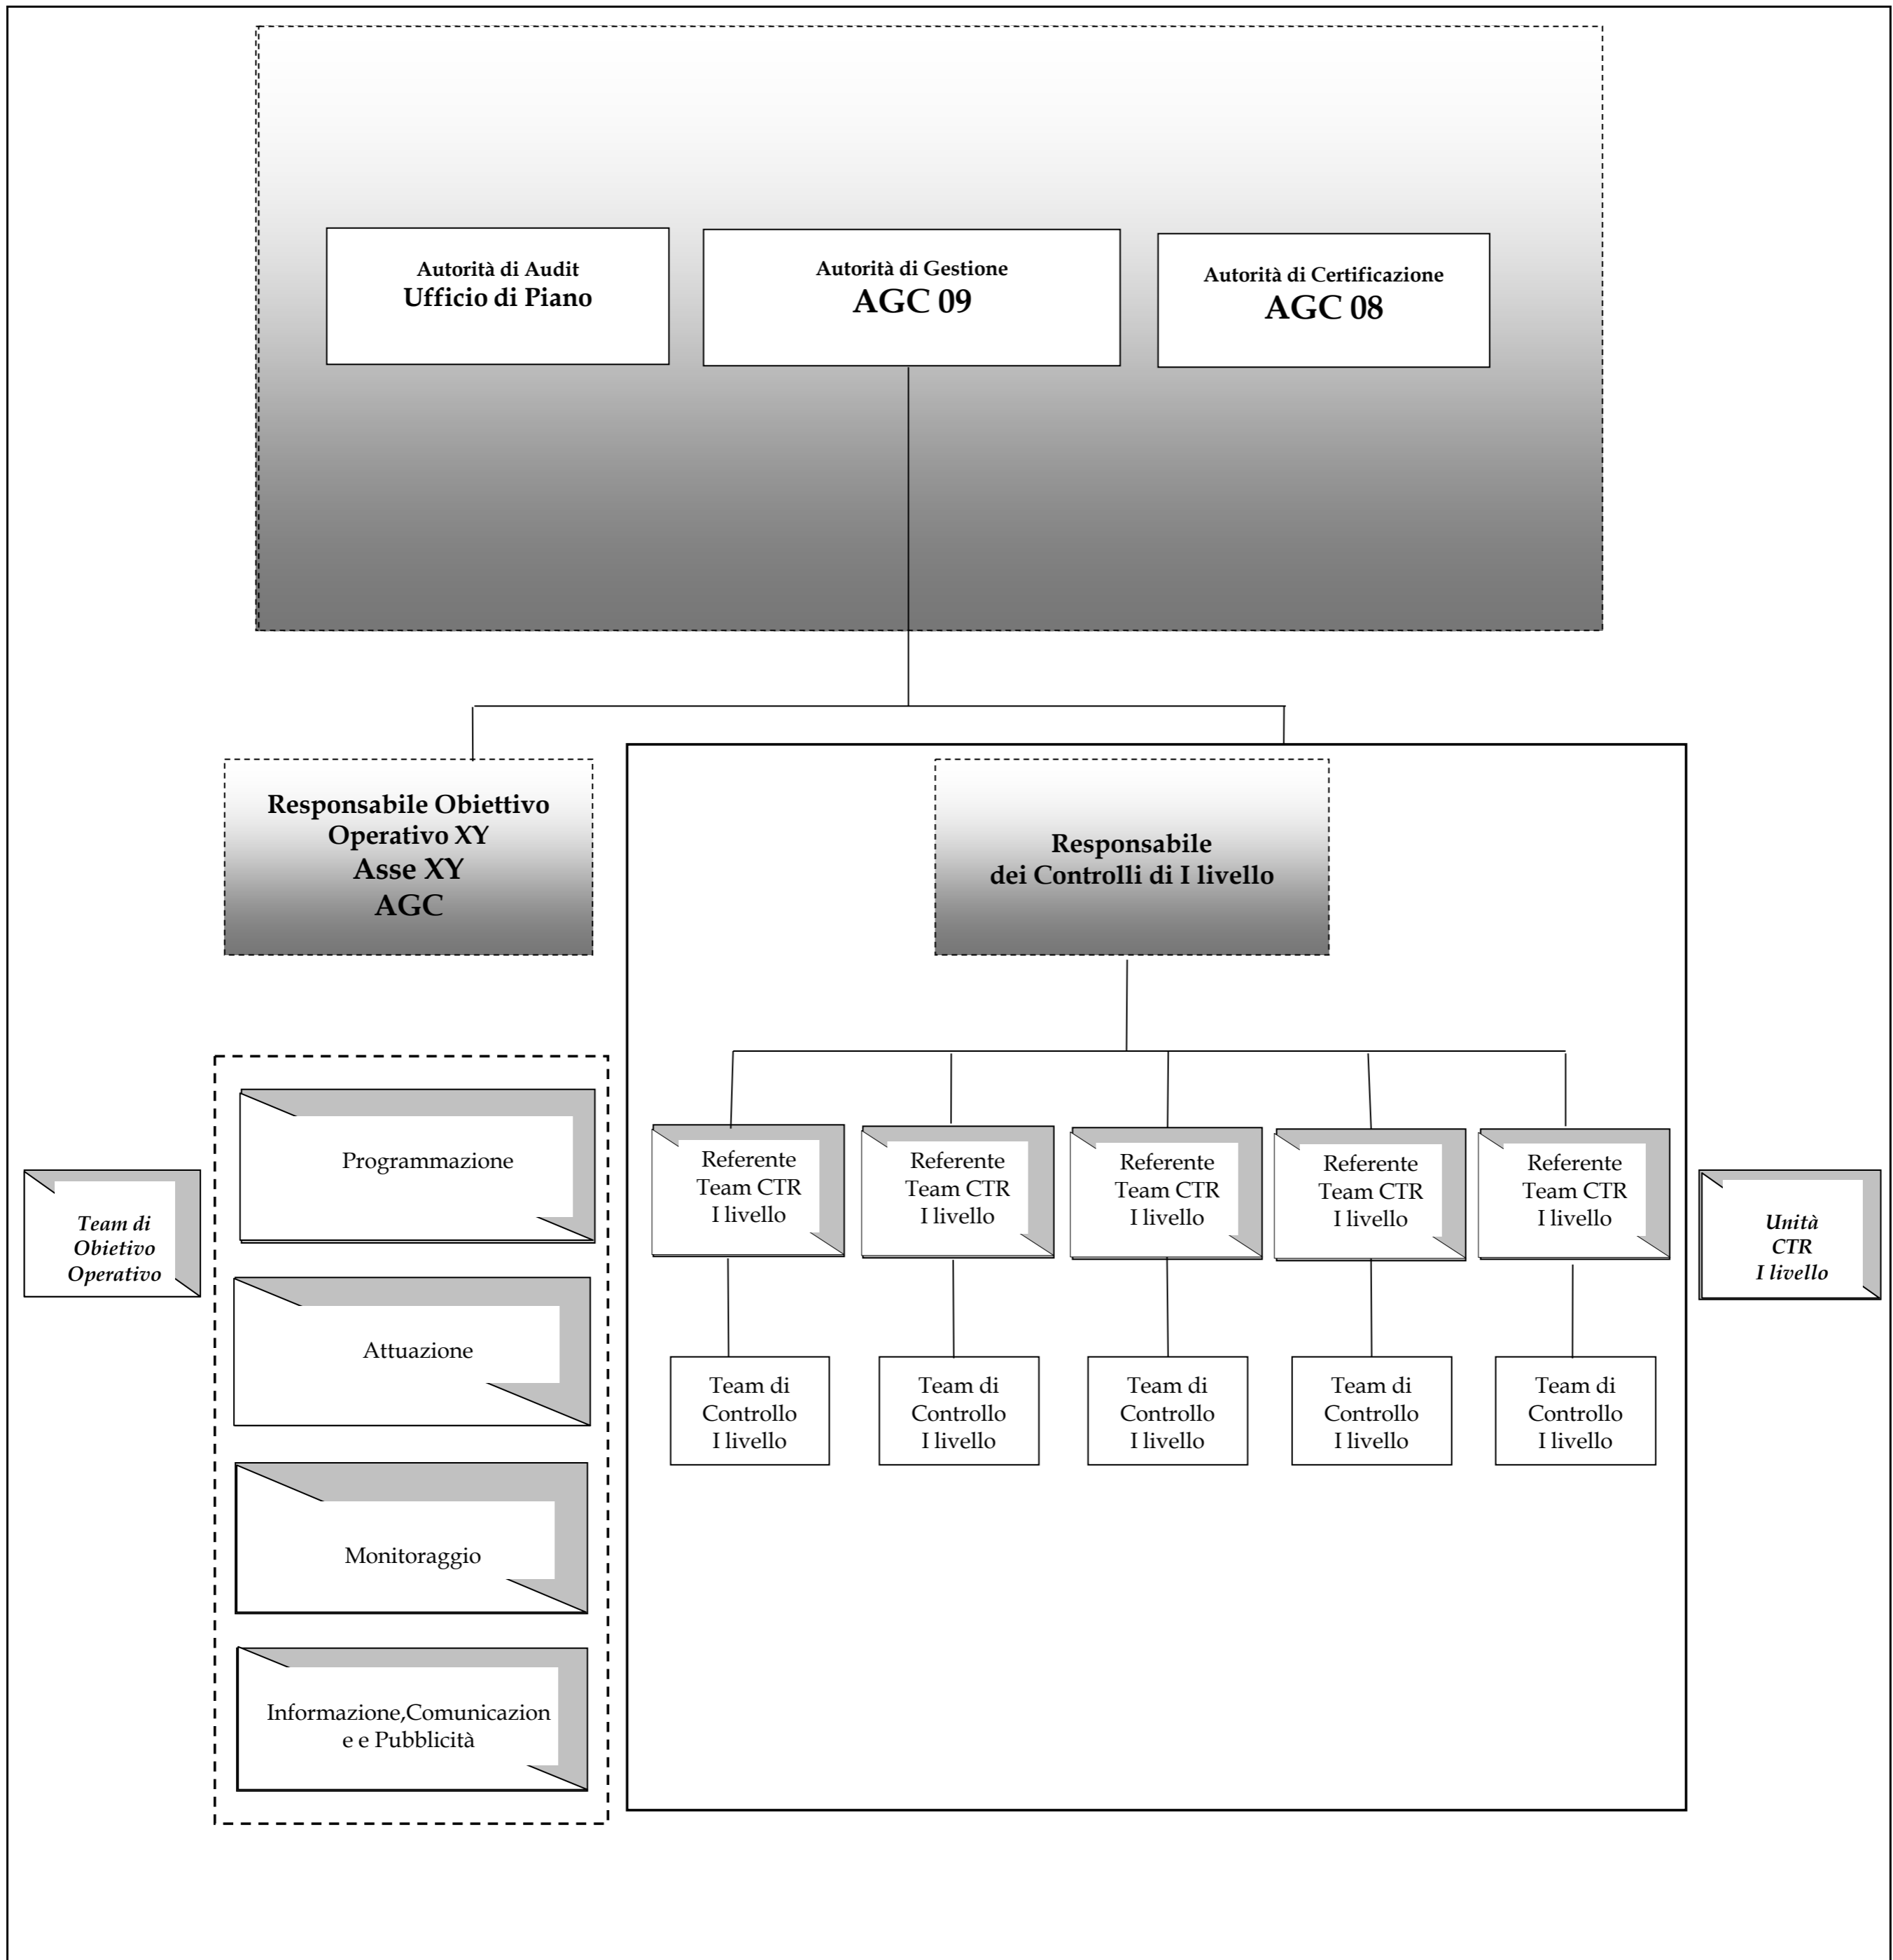 Autorità di Audit
Ufficio di Piano
Autorità di Gestione
AGC 09
Autorità di Certificazione
AGC 08
Responsabile Obiettivo
Operativo XY
Asse XY
AGC
Responsabile
dei Controlli di I livello
Team di
Obietivo
Operativo
Programmazione
Attuazione
Monitoraggio
Informazione,Comunicazion
e e Pubblicità
Referente
Team CTR
I livello
Referente
Team CTR
I livello
Referente
Team CTR
I livello
Referente
Team CTR
I livello
Referente
Team CTR
I livello
Team di
Controllo
I livello
Team di
Controllo
I livello
Team di
Controllo
I livello
Team di
Controllo
I livello
Team di
Controllo
I livello
Unità
CTR
I livello